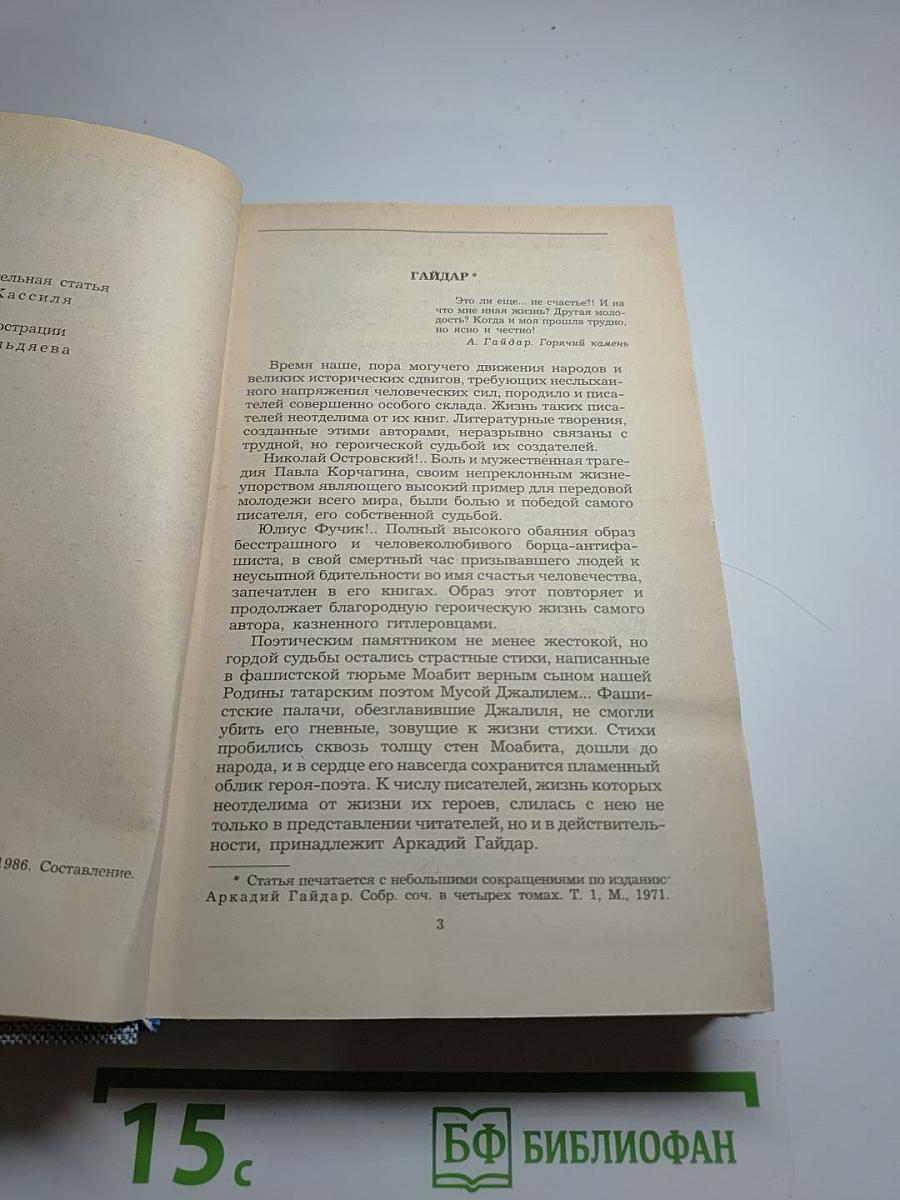 ельная статья
Кассиля
острации
льдяева
1986. Составление.
ГАЙДАР *
Это ли еще... не счастье?! И на
что мне иная жизнь? Другая моло-
дость? Когда и моя прошла трудно,
но ясно и честно!
А. Гайдар. Горячий камень
Время наше, пора могучего движения народов и
великих исторических сдвигов, требующих неслыхан-
ного напряжения человеческих сил, породило и писа-
телей совершенно особого склада. Жизнь таких писа-
телей неотделима от их книг. Литературные творения,
созданные этими авторами, неразрывно связаны с
трудной, но героической судьбой их создателей.
Николай Островский!.. Боль и мужественная траге-
дия Павла Корчагина, своим непреклонным жизне-
упорством являющего высокий пример для передовой
молодежи всего мира, были болью и победой самого
писателя, его собственной судьбой.
Юлиус Фучик!.. Полный высокого обаяния образ
бесстрашного и человеколюбивого борца-антифа-
шиста, в свой смертный час призывавшего людей к
неусыпной бдительности во имя счастья человечества,
запечатлен в его книгах. Образ этот повторяет и
продолжает благородную героическую жизнь самого
автора, казненного гитлеровцами.
Поэтическим памятником не менее жестокой, но
гордой судьбы остались страстные стихи, написанные
в фашистской тюрьме Моабит верным сыном нашей
Родины татарским поэтом Мусой Джалилем... Фаши-
стские палачи, обезглавившие Джалиля, не смогли
убить его гневные, зовущие к жизни стихи. Стихи
пробились сквозь толщу стен Моабита, дошли до
народа, и в сердце его навсегда сохранится пламенный
облик героя-поэта. К числу писателей, жизнь которых
неотделима от жизни их героев, слилась с нею не
только в представлении читателей, но и в действитель-
ности, принадлежит Аркадий Гайдар.
* Статья печатается с небольшими сокращениями по изданию:
Аркадий Гайдар. Собр. соч. в четырех томах. Т. 1, М., 1971.
3
15 с
БФ БИБЛИОФАН